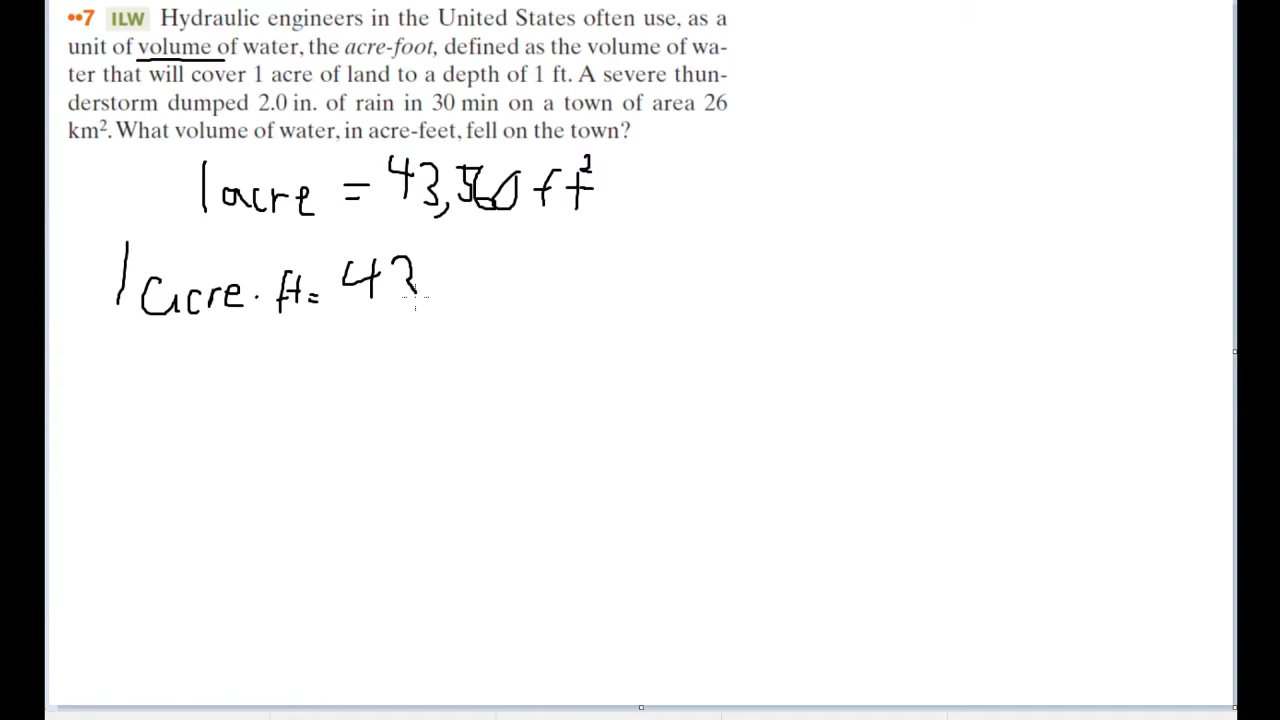 ••7 ILW Hydraulic engineers in the United States often use, as a
unit of volume of water, the acre-foot, defined as the volume of wa-
ter that will cover 1 acre of land to a depth of 1 ft. A severe thun-
derstorm dumped 2.0 in. of rain in 30 min on a town of area 26
km². What volume of water, in acre-feet, fell on the town?
1 acre = 43,560 ft²
1 acre · ft = 43